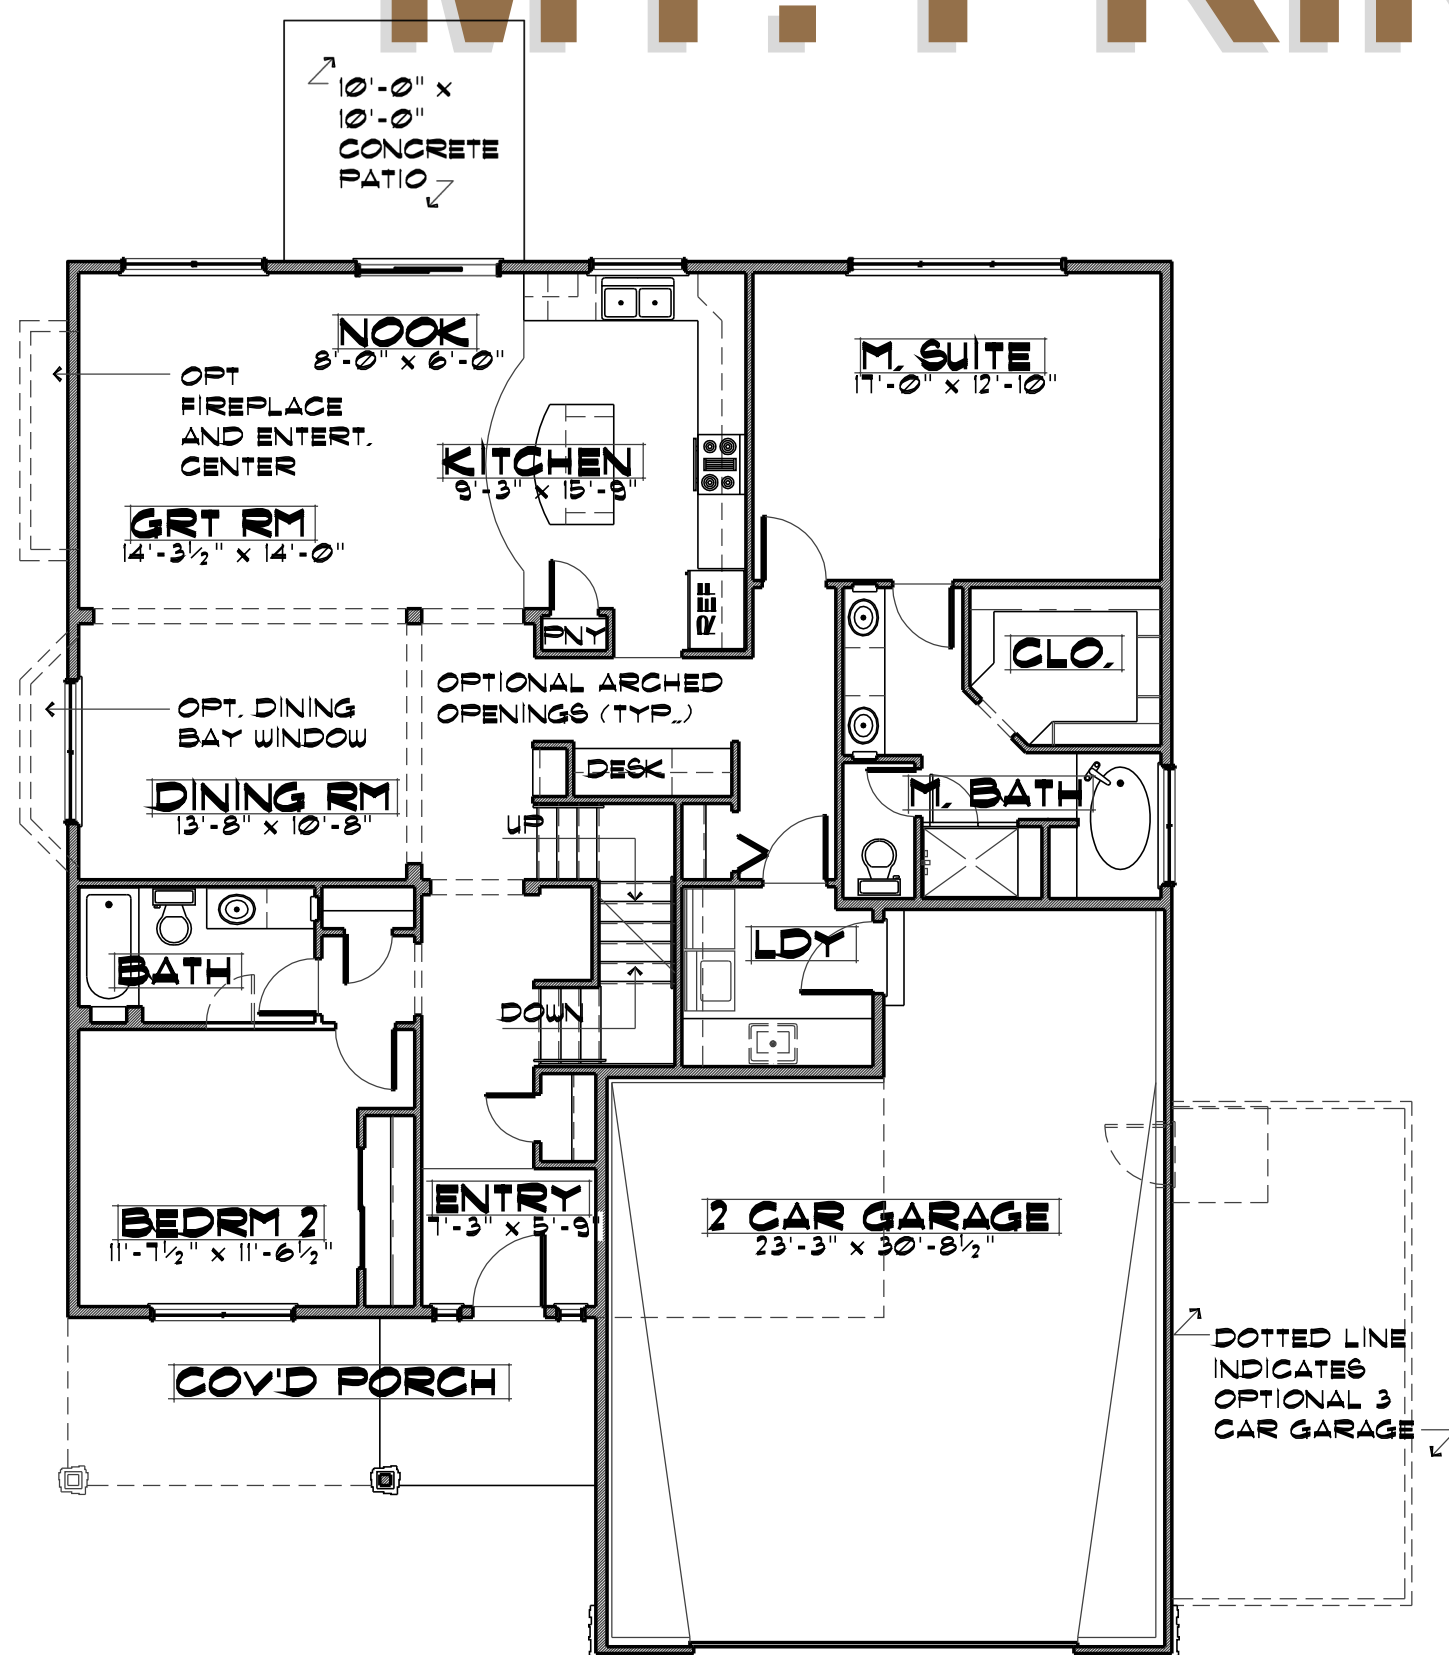 10'-0" x
10'-0"
CONCRETE
PATIO
NOOK
8'-0" x 6'-0"
M. SUITE
17'-0" x 12'-10"
OPT
FIREPLACE
AND ENTERT.
CENTER
KITCHEN
9'-3" x 15'-9"
GRT RM
14'-3½" x 14'-0"
REF
PNY
CLO.
OPTIONAL ARCHED
OPENINGS (TYP..)
OPT. DINING
BAY WINDOW
DESK
DINING RM
13'-8" x 10'-8"
M. BATH
UP
LDY
BATH
DOWN
ENTRY
7'-3" x 5'-9"
BEDRM 2
11'-7½" x 11'-6½"
2 CAR GARAGE
23'-3" x 30'-8½"
DOTTED LINE
INDICATES
OPTIONAL 3
CAR GARAGE
COV'D PORCH